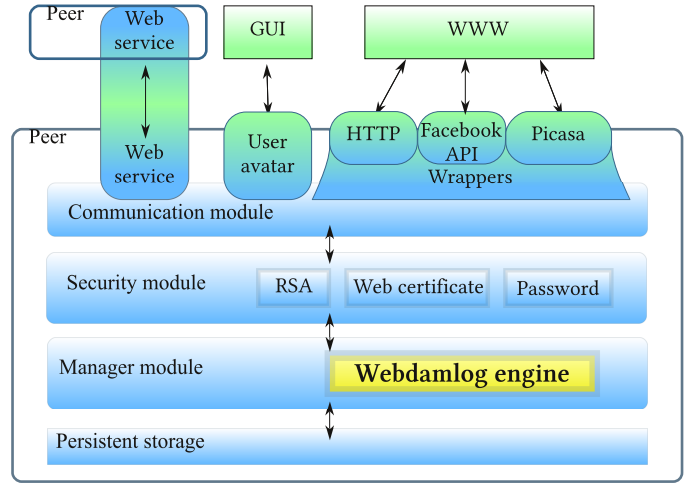 Peer
Web
service
GUI
WWW
Peer
Web
service
User
avatar
HTTP
Facebook
API
Picasa
Wrappers
Communication module
Security module
RSA
Web certificate
Password
Manager module
Webdamlog engine
Persistent storage